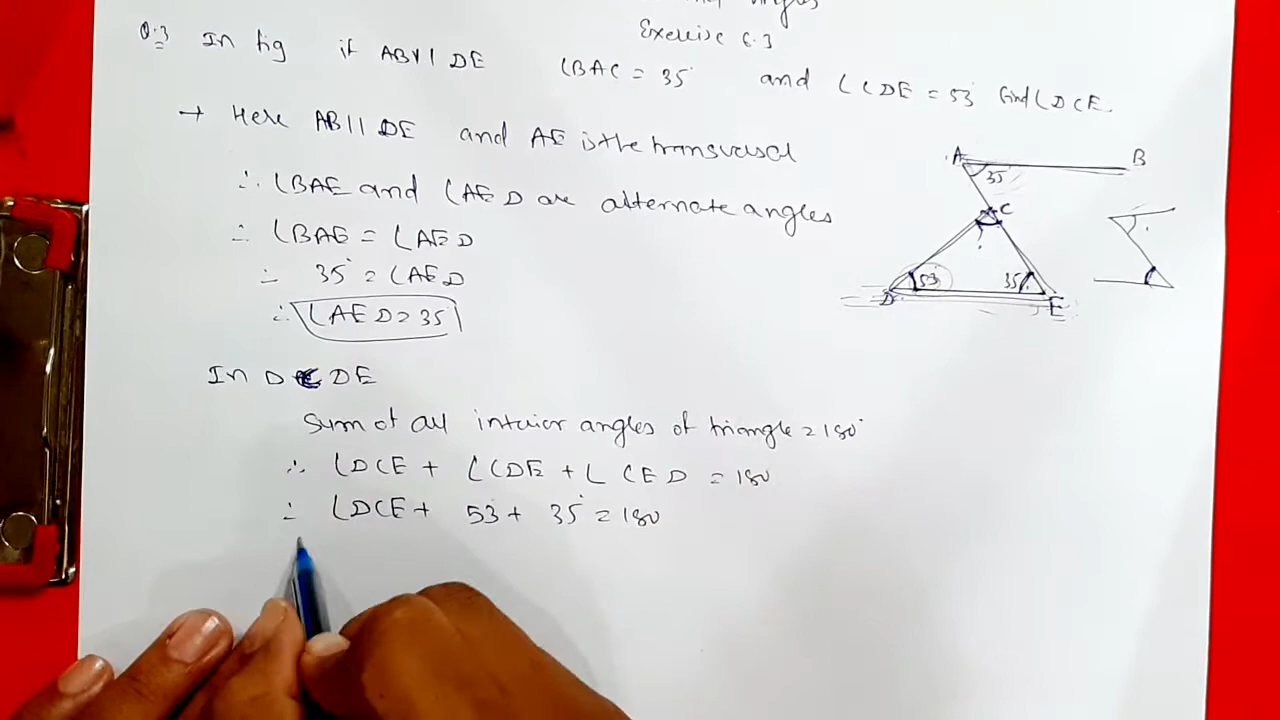 Angles
Exercise 6.3
Q.3 In fig if AB || DE ∠BAC = 35° and ∠CDE = 53° find ∠DCE.
→ Here AB || DE and AE is the transversal
∴ ∠BAE and ∠AED are alternate angles
∴ ∠BAE = ∠AED
∴ 35° = ∠AED
∴ ∠AED = 35
In D DE
Sum of all interior angles of triangle = 180°
∴ ∠DCE + ∠CDE + ∠CED = 180
∴ ∠DCE + 53 + 35° = 180
A B
35
C
?
53° 35°
D E